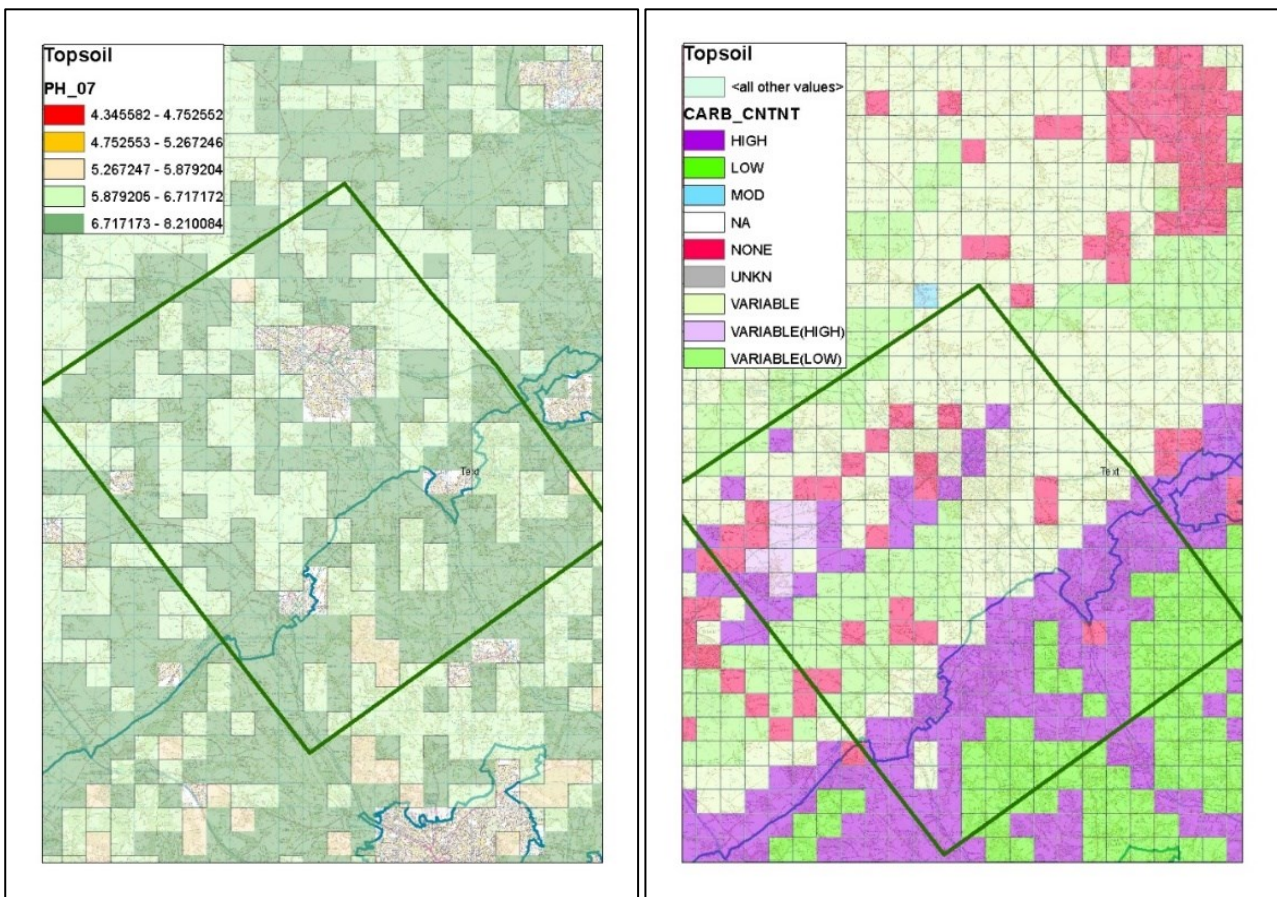 Topsoil
PH_07
4.345582 - 4.752552
4.752553 - 5.267246
5.267247 - 5.879204
5.879205 - 6.717172
6.717173 - 8.210084
Text
Topsoil
<all other values>
CARB_CNTNT
HIGH
LOW
MOD
NA
NONE
UNKN
VARIABLE
VARIABLE(HIGH)
VARIABLE(LOW)
Text